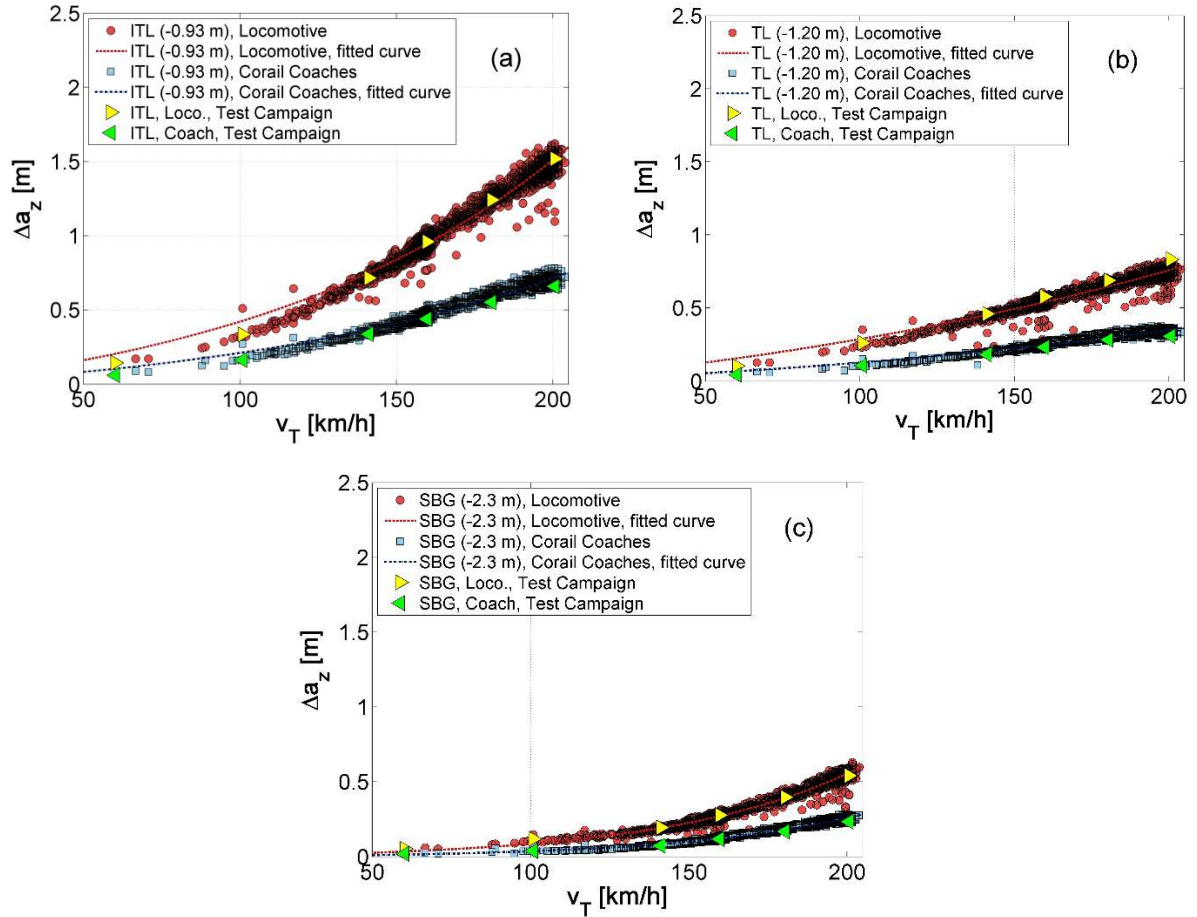 2.5
2
1.5
1
0.5
0
Δa_z [m]
ITL (-0.93 m), Locomotive
ITL (-0.93 m), Locomotive, fitted curve
ITL (-0.93 m), Corail Coaches
ITL (-0.93 m), Corail Coaches, fitted curve
ITL, Loco., Test Campaign
ITL, Coach, Test Campaign
(a)
50 100 150 200
v_T [km/h]
2.5
2
1.5
1
0.5
0
Δa_z [m]
TL (-1.20 m), Locomotive
TL (-1.20 m), Locomotive, fitted curve
TL (-1.20 m), Corail Coaches
TL (-1.20 m), Corail Coaches, fitted curve
TL, Loco., Test Campaign
TL, Coach, Test Campaign
(b)
50 100 150 200
v_T [km/h]
2.5
2
1.5
1
0.5
0
Δa_z [m]
SBG (-2.3 m), Locomotive
SBG (-2.3 m), Locomotive, fitted curve
SBG (-2.3 m), Corail Coaches
SBG (-2.3 m), Corail Coaches, fitted curve
SBG, Loco., Test Campaign
SBG, Coach, Test Campaign
(c)
50 100 150 200
v_T [km/h]